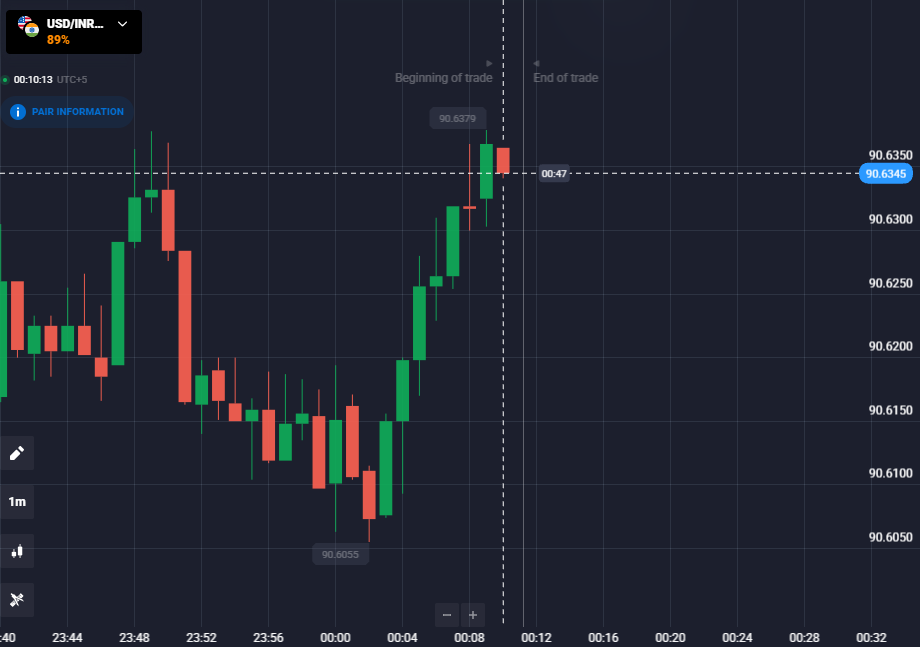 USD/INR...
89%
00:10:13 UTC+5
PAIR INFORMATION
Beginning of trade
End of trade
90.6379
90.6350
00:47
90.6345
90.6300
90.6250
90.6200
90.6150
90.6100
90.6050
90.6055
1m
:40 23:44 23:48 23:52 23:56 00:00 00:04 00:08 00:12 00:16 00:20 00:24 00:28 00:32